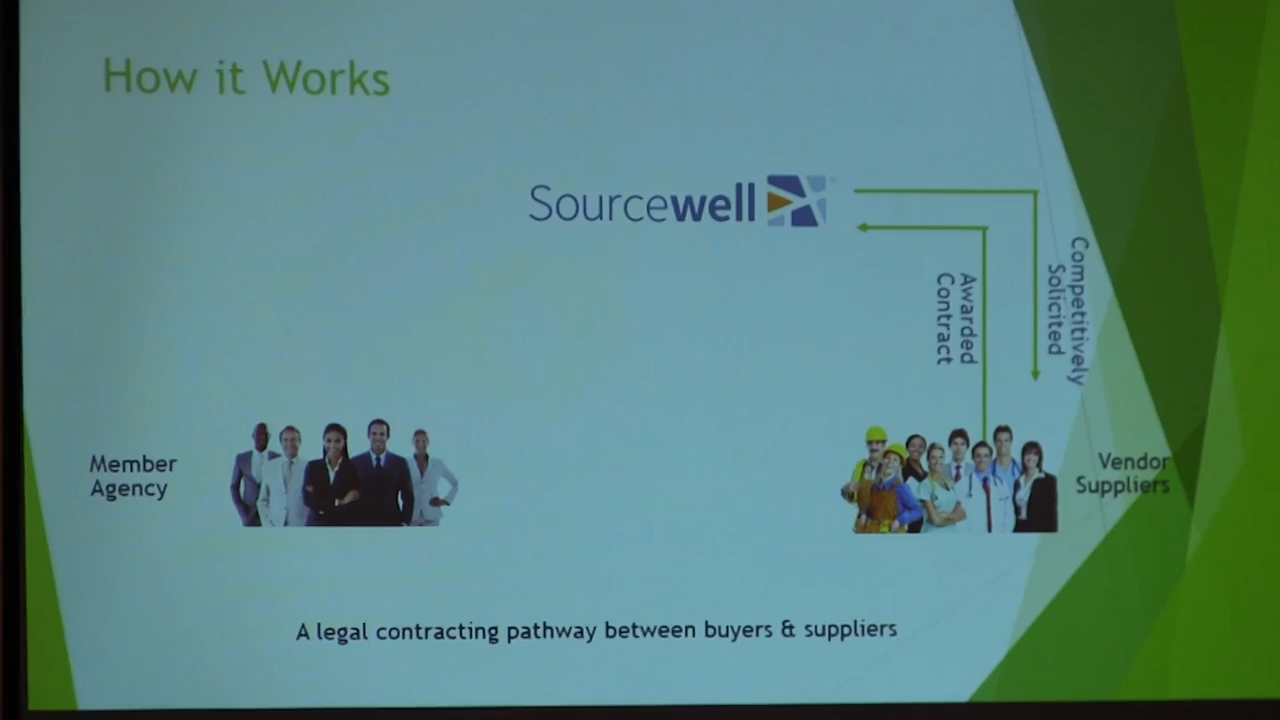 How it Works
Sourcewell
Competitively
Solicited
Awarded
Contract
Member
Agency
Vendor
Suppliers
A legal contracting pathway between buyers & suppliers